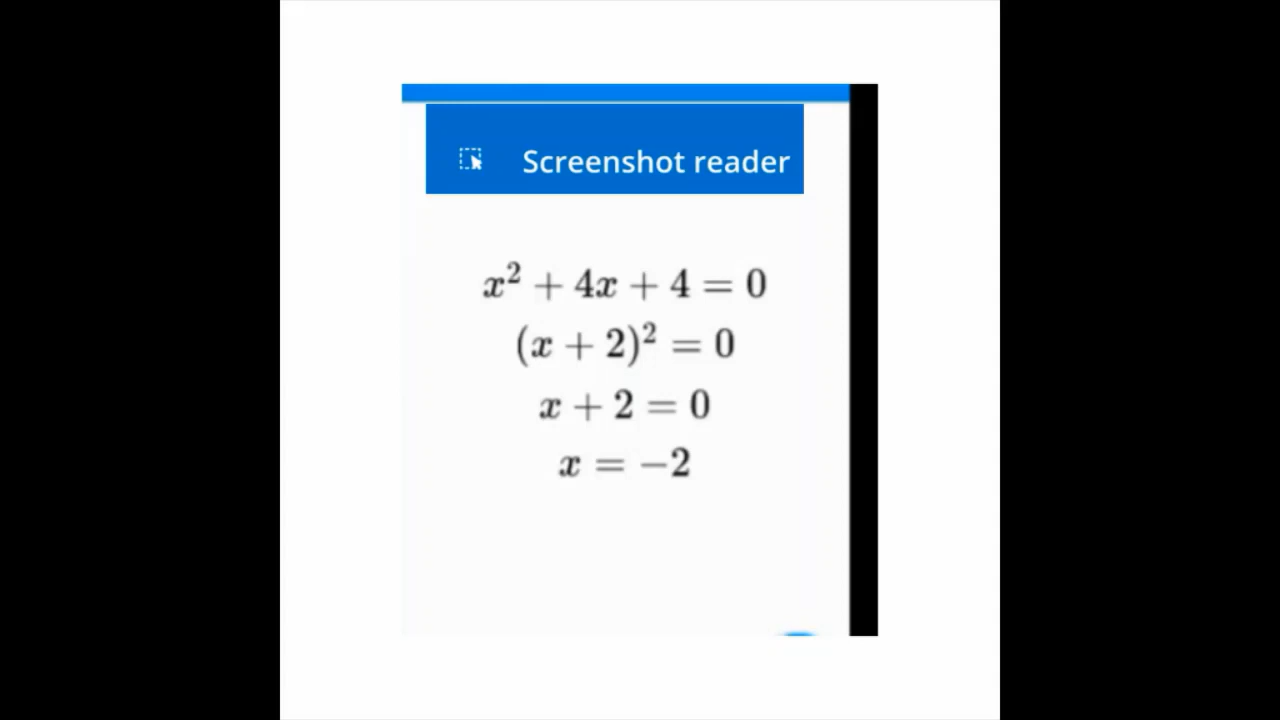 Screenshot reader
x² + 4x + 4 = 0
(x + 2)² = 0
x + 2 = 0
x = −2